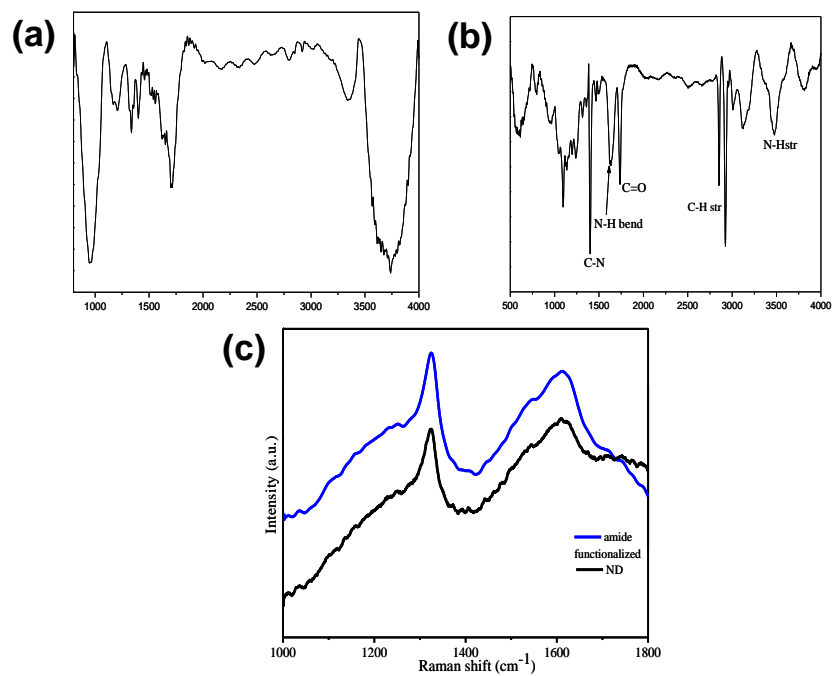 (a)
1000 1500 2000 2500 3000 3500 4000
(b)
C-N
N-H bend
C=O
C-H str
N-Hstr
500 1000 1500 2000 2500 3000 3500 4000
(c)
Intensity (a.u.)
amide
functionalized
ND
1000 1200 1400 1600 1800
Raman shift (cm-1)